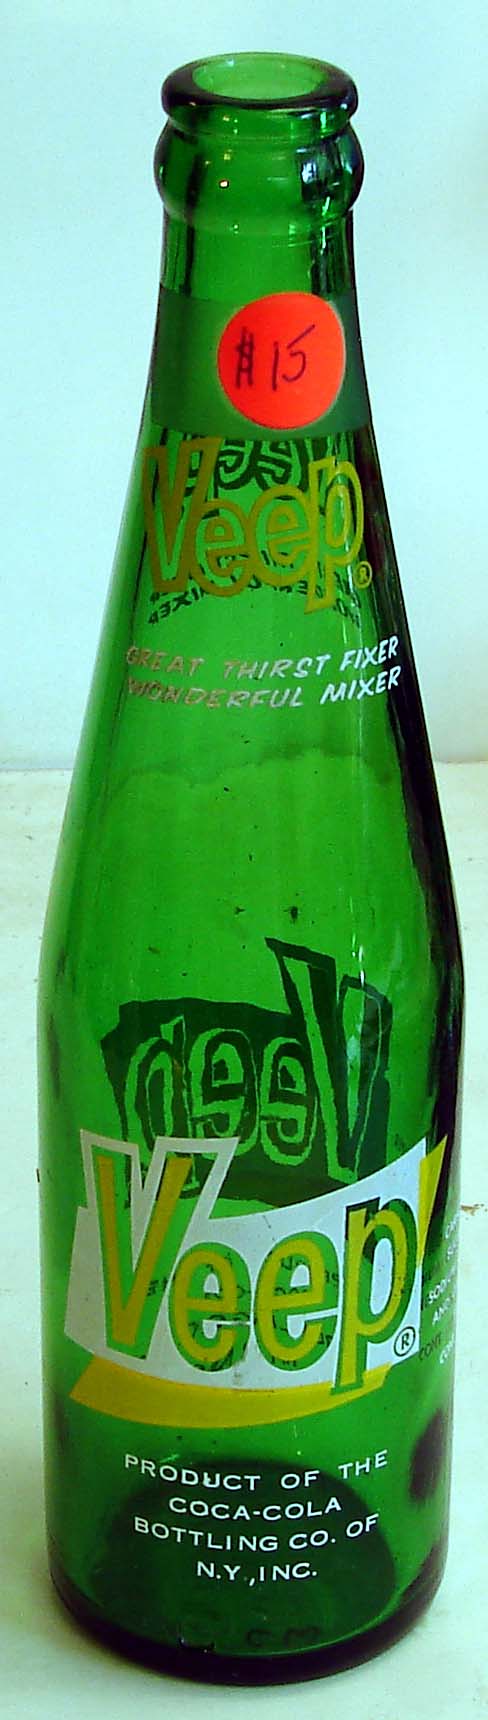 $15
Veep®
GREAT THIRST FIXER
WONDERFUL MIXER
Veep®
PRODUCT OF THE
COCA-COLA
BOTTLING CO. OF
N.Y., INC.